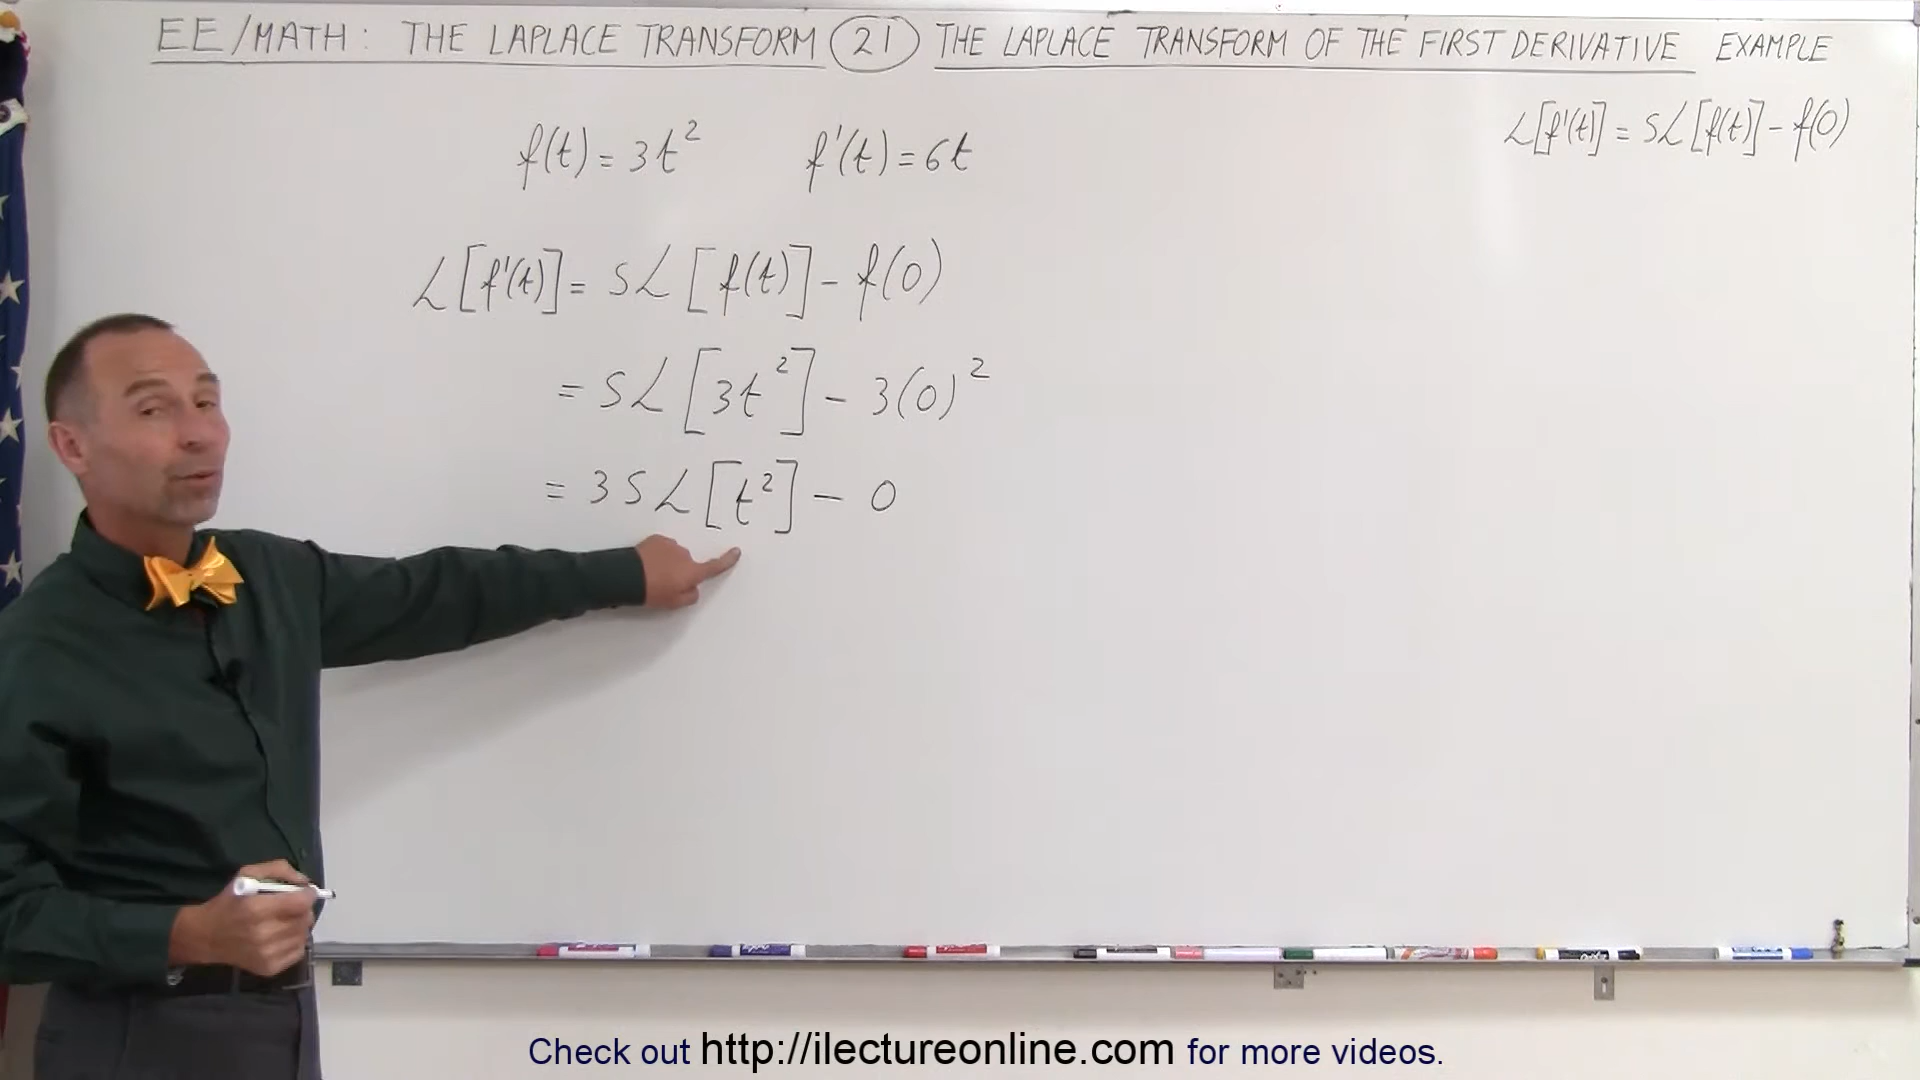 EE/MATH: THE LAPLACE TRANSFORM 21 THE LAPLACE TRANSFORM OF THE FIRST DERIVATIVE EXAMPLE
ℒ[f'(t)] = Sℒ[f(t)] - f(0)
f(t) = 3t² f'(t) = 6t
ℒ[f'(t)] = Sℒ[f(t)] - f(0)
= Sℒ[3t²] - 3(0)²
= 3Sℒ[t²] - 0
Check out http://ilectureonline.com for more videos.